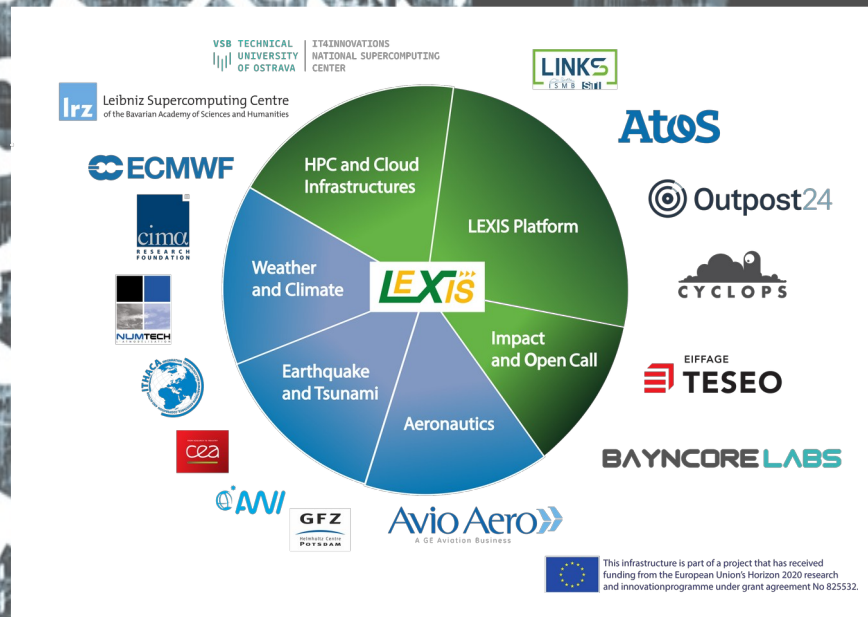 VSB TECHNICAL
UNIVERSITY
OF OSTRAVA
IT4INNOVATIONS
NATIONAL SUPERCOMPUTING
CENTER
LINKS
ISMB SiTI
lrz
Leibniz Supercomputing Centre
of the Bavarian Academy of Sciences and Humanities
Atos
ECMWF
HPC and Cloud
Infrastructures
Outpost24
cima
RESEARCH
FOUNDATION
LEXIS Platform
Weather
and Climate
LEXIS
CYCLOPS
NUMTECH
Impact
and Open Call
ITHACA
Earthquake
and Tsunami
EIFFAGE
TESEO
Aeronautics
cea
BAYNCORE LABS
AWI
GFZ
Helmholtz Centre
POTSDAM
Avio Aero
A GE Aviation Business
This infrastructure is part of a project that has received
funding from the European Union's Horizon 2020 research
and innovationprogramme under grant agreement No 825532.